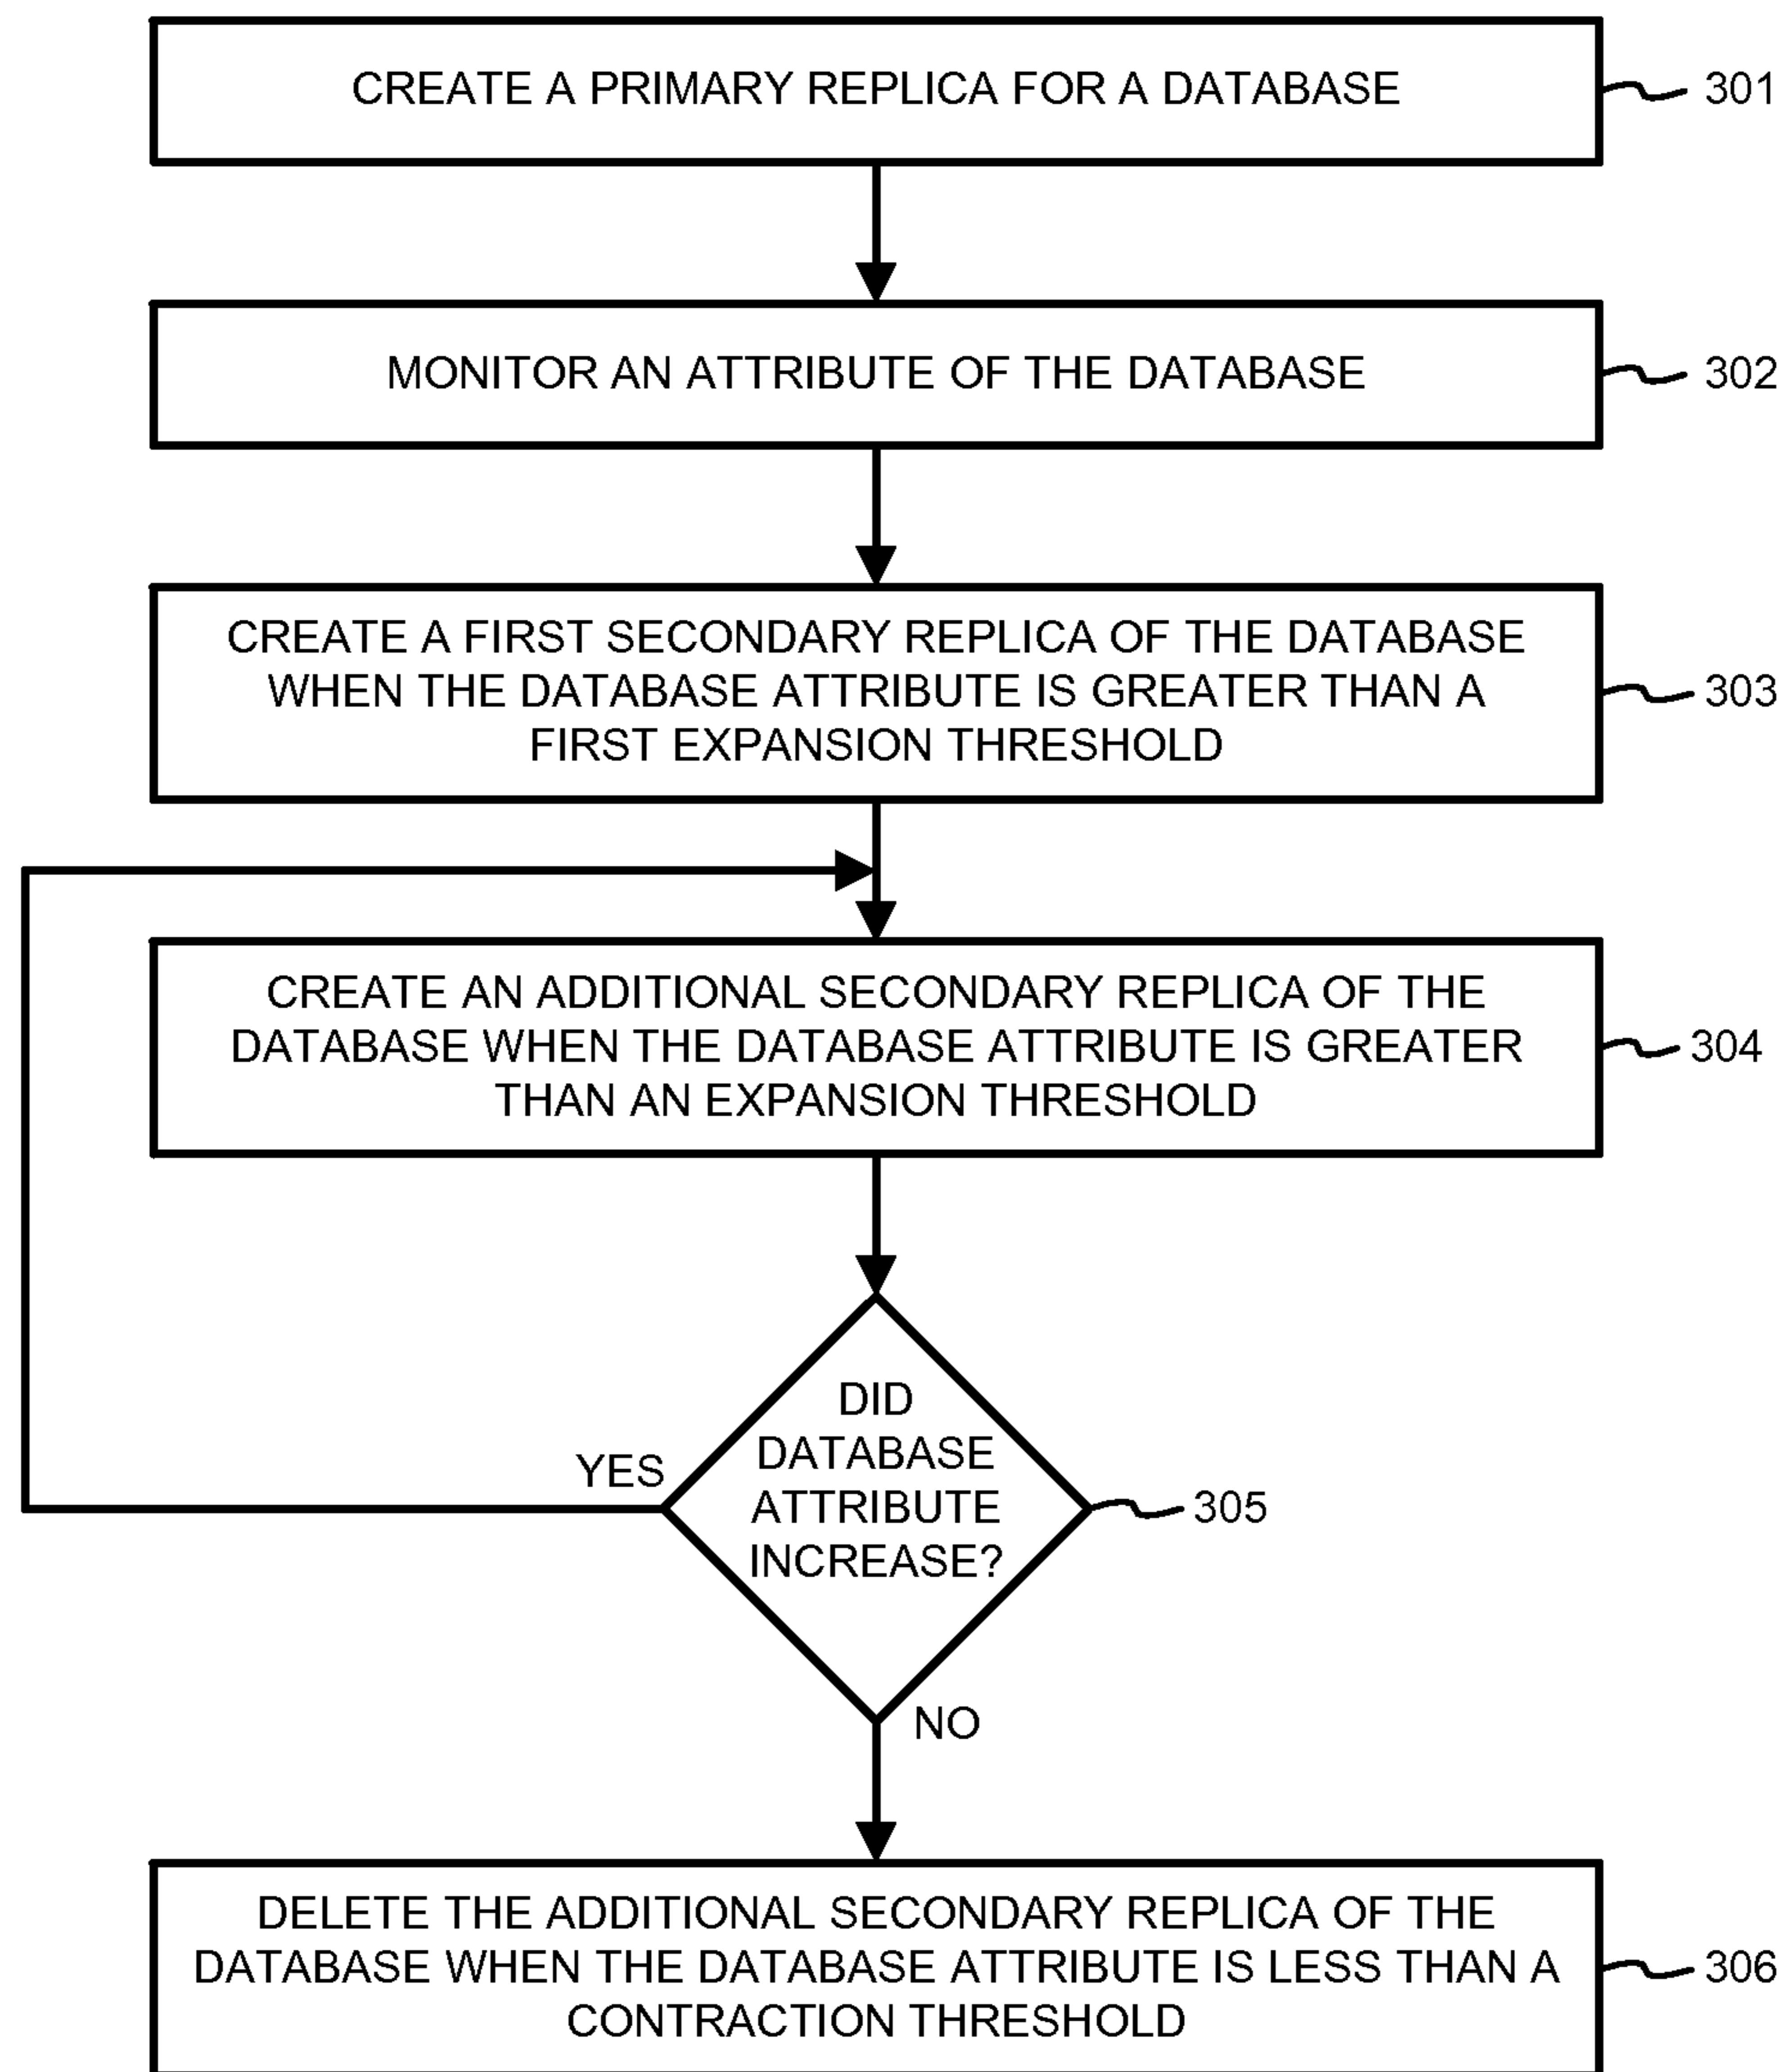 CREATE A PRIMARY REPLICA FOR A DATABASE
301
MONITOR AN ATTRIBUTE OF THE DATABASE
302
CREATE A FIRST SECONDARY REPLICA OF THE DATABASE
WHEN THE DATABASE ATTRIBUTE IS GREATER THAN A
FIRST EXPANSION THRESHOLD
303
CREATE AN ADDITIONAL SECONDARY REPLICA OF THE
DATABASE WHEN THE DATABASE ATTRIBUTE IS GREATER
THAN AN EXPANSION THRESHOLD
304
DID
DATABASE
ATTRIBUTE
INCREASE?
YES
305
NO
DELETE THE ADDITIONAL SECONDARY REPLICA OF THE
DATABASE WHEN THE DATABASE ATTRIBUTE IS LESS THAN A
CONTRACTION THRESHOLD
306